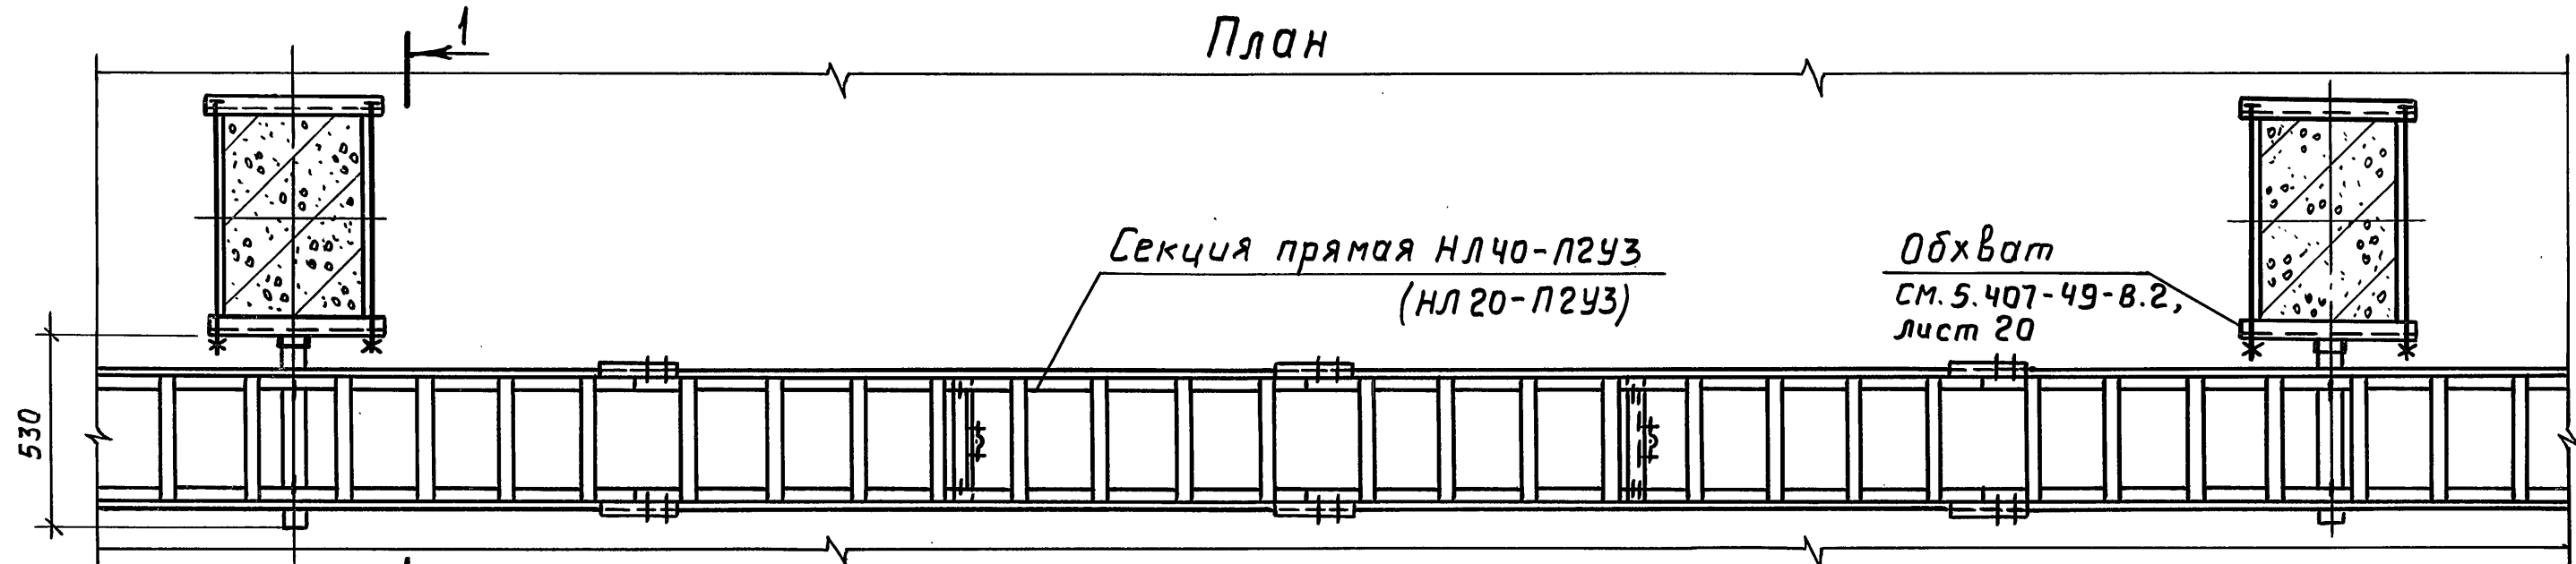 1
План
Секция прямая НЛ40-П2У3
(НЛ20-П2У3)
Обхват
см. 5.407-49-В.2,
лист 20
530